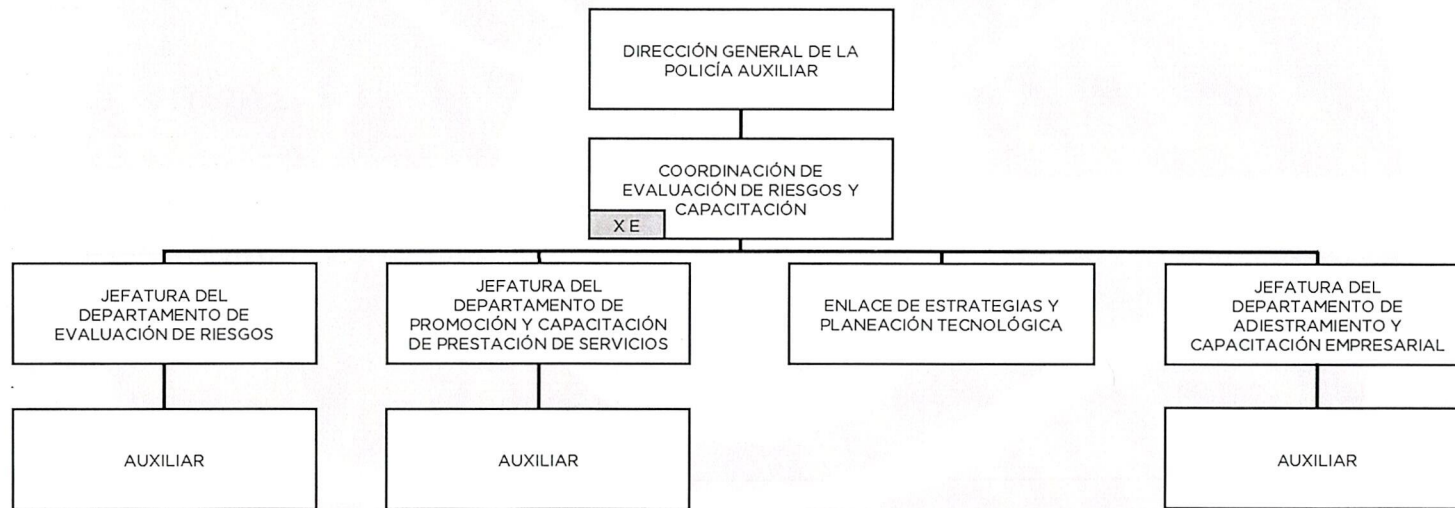 DIRECCIÓN GENERAL DE LA
POLICÍA AUXILIAR
COORDINACIÓN DE
EVALUACIÓN DE RIESGOS Y
CAPACITACIÓN
X E
JEFATURA DEL
DEPARTAMENTO DE
EVALUACIÓN DE RIESGOS
JEFATURA DEL
DEPARTAMENTO DE
PROMOCIÓN Y CAPACITACIÓN
DE PRESTACIÓN DE SERVICIOS
ENLACE DE ESTRATEGIAS Y
PLANEACIÓN TECNOLÓGICA
JEFATURA DEL
DEPARTAMENTO DE
ADIESTRAMIENTO Y
CAPACITACIÓN EMPRESARIAL
AUXILIAR
AUXILIAR
AUXILIAR